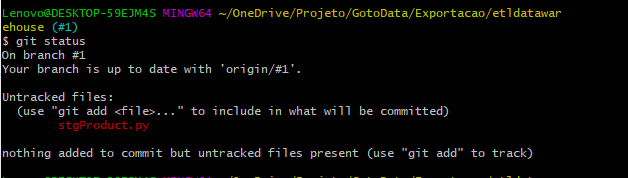 Lenovo@DESKTOP-59EJM4S MINGW64 ~/OneDrive/Projeto/GotoData/Exportacao/etldatawar
ehouse (#1)
$ git status
On branch #1
Your branch is up to date with 'origin/#1'.
Untracked files:
(use "git add <file>..." to include in what will be committed)
stgProduct.py
nothing added to commit but untracked files present (use "git add" to track)